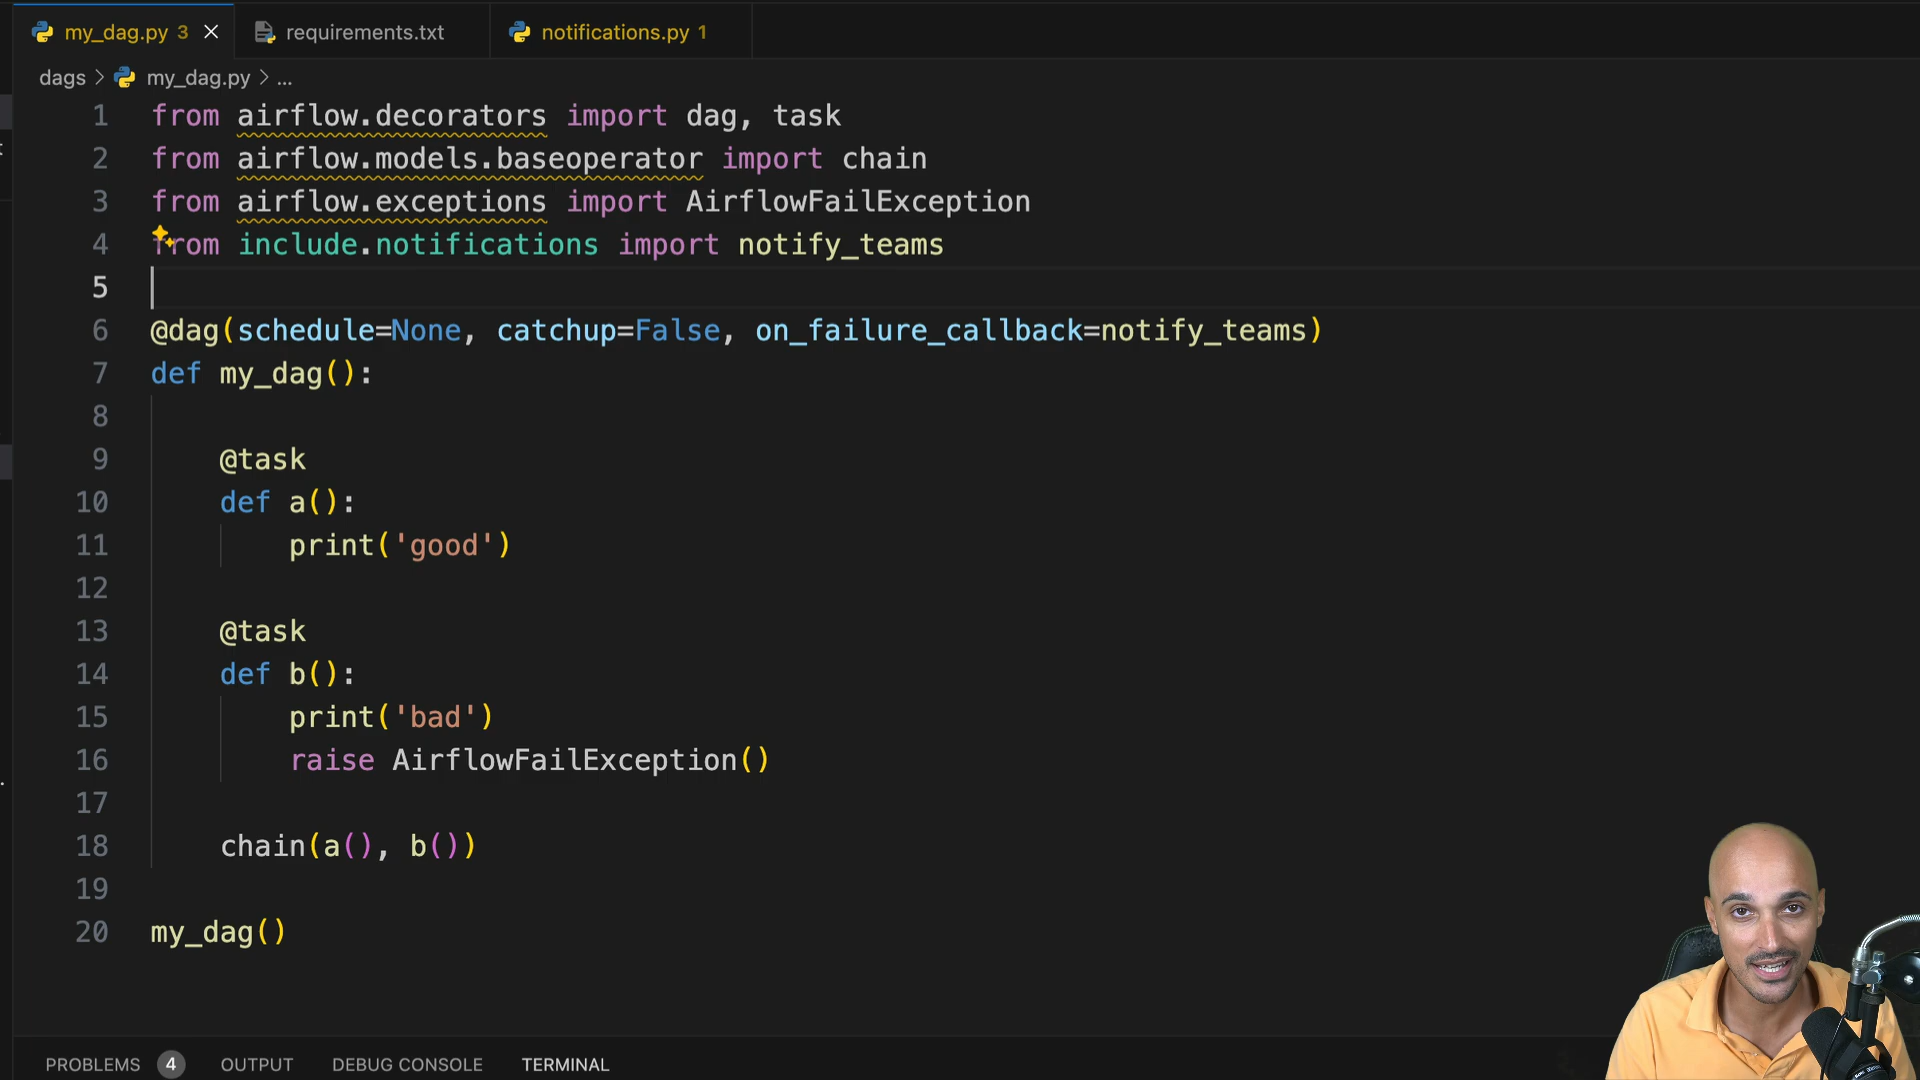 my_dag.py 3
requirements.txt
notifications.py 1
dags > my_dag.py > ...
1 from airflow.decorators import dag, task
2 from airflow.models.baseoperator import chain
3 from airflow.exceptions import AirflowFailException
4 from include.notifications import notify_teams
5
6 @dag(schedule=None, catchup=False, on_failure_callback=notify_teams)
7 def my_dag():
8
9     @task
10     def a():
11         print('good')
12
13     @task
14     def b():
15         print('bad')
16         raise AirflowFailException()
17
18     chain(a(), b())
19
20 my_dag()
PROBLEMS 4 OUTPUT DEBUG CONSOLE TERMINAL